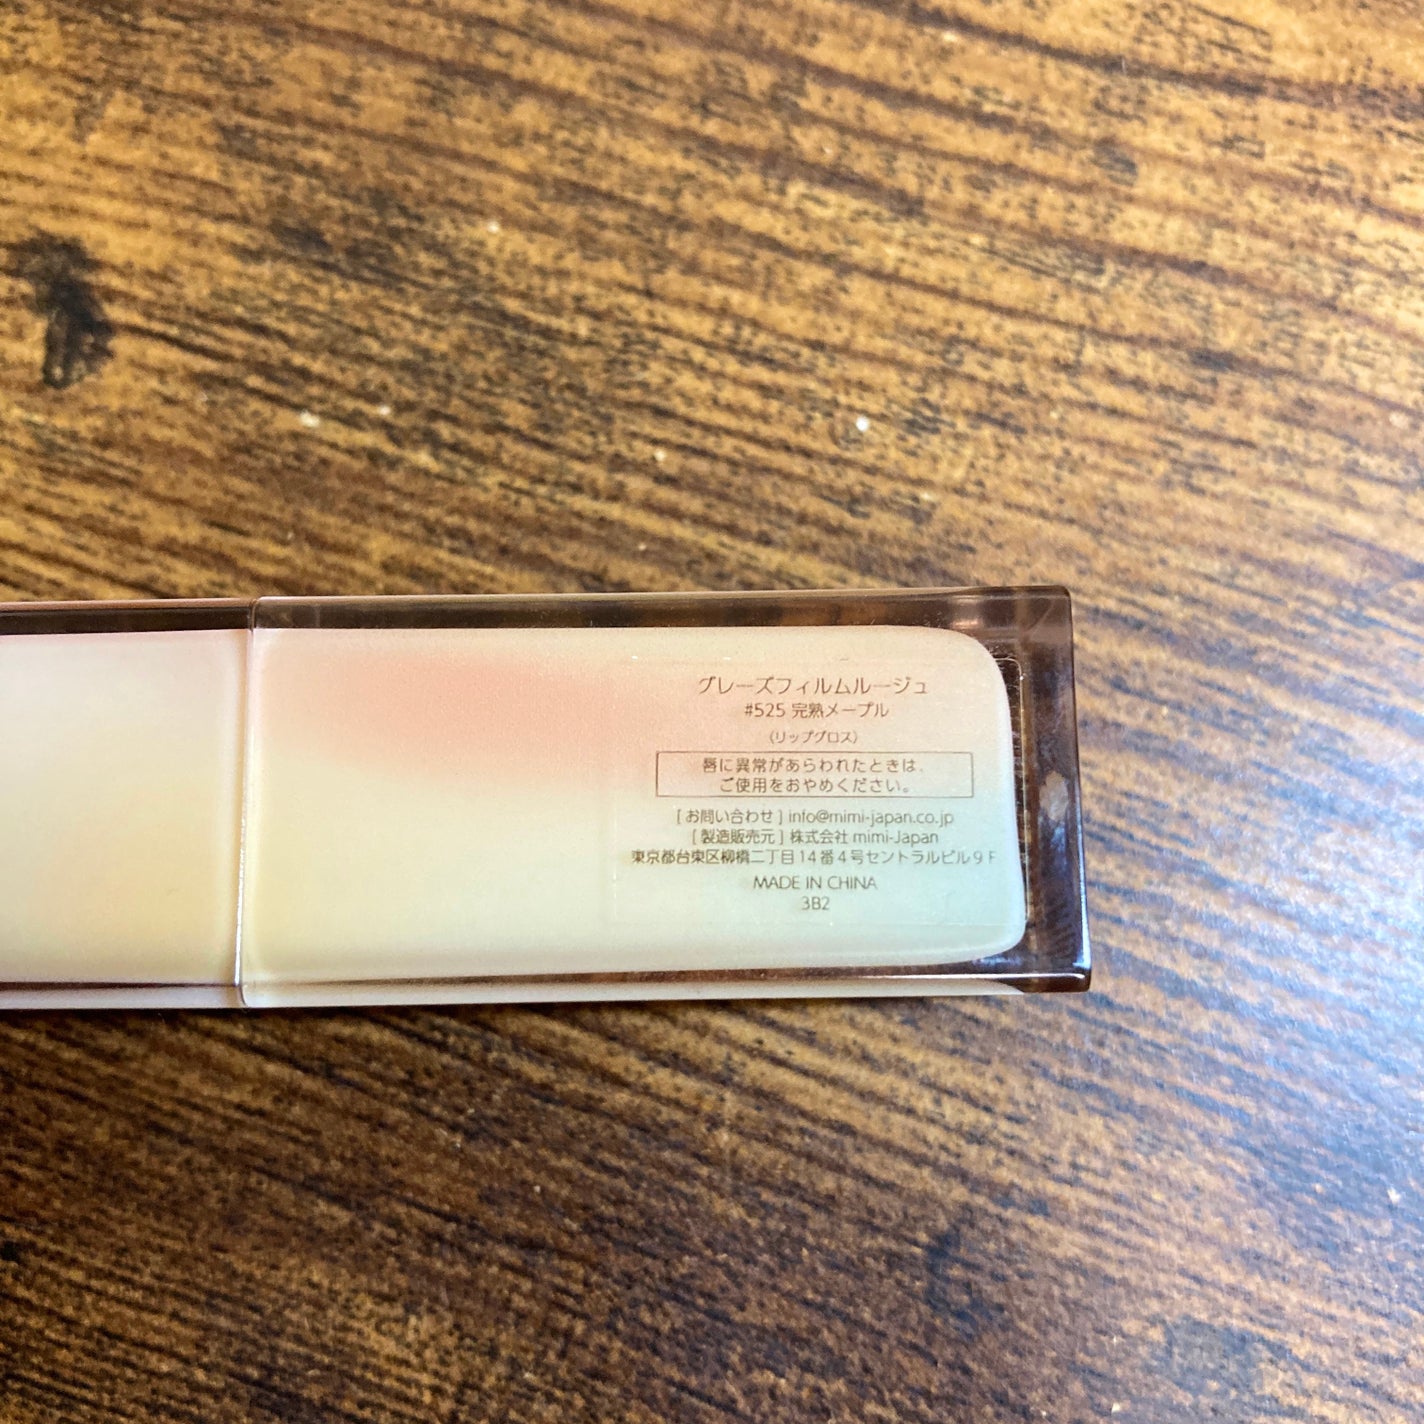 グレーズフィルムルージュ
#525 完熟メープル
(リップグロス)
唇に異常があらわれたときは、
ご使用をおやめください。
[お問い合わせ] info@mimi-japan.co.jp
[製造販売元] 株式会社 mimi-Japan
東京都台東区柳橋二丁目14番4号セントラルビル9F
MADE IN CHINA
3B2